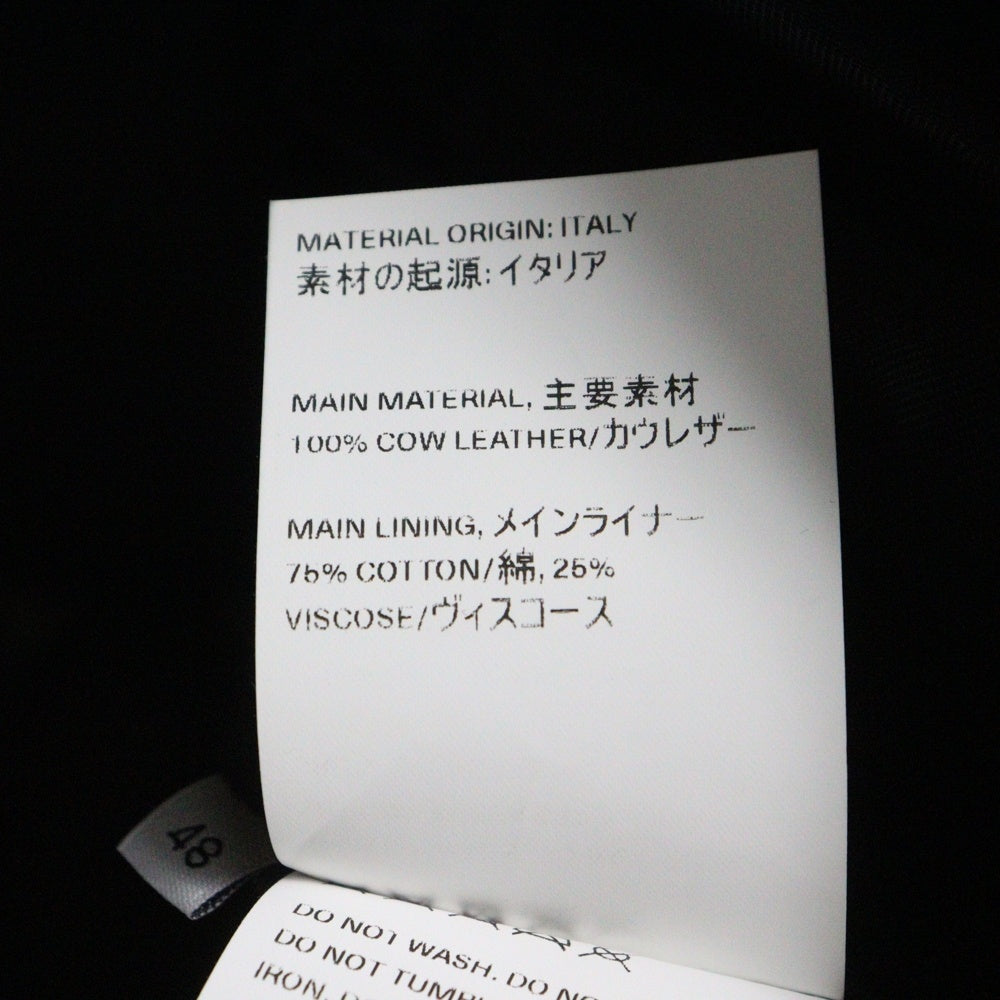 MATERIAL ORIGIN: ITALY
素材の起源: イタリア
MAIN MATERIAL, 主要素材
100% COW LEATHER/カウレザー
MAIN LINING, メインライナー
75% COTTON/綿, 25%
VISCOSE/ヴィスコース
48
DO NOT WASH. DO
DO NOT
IRON.